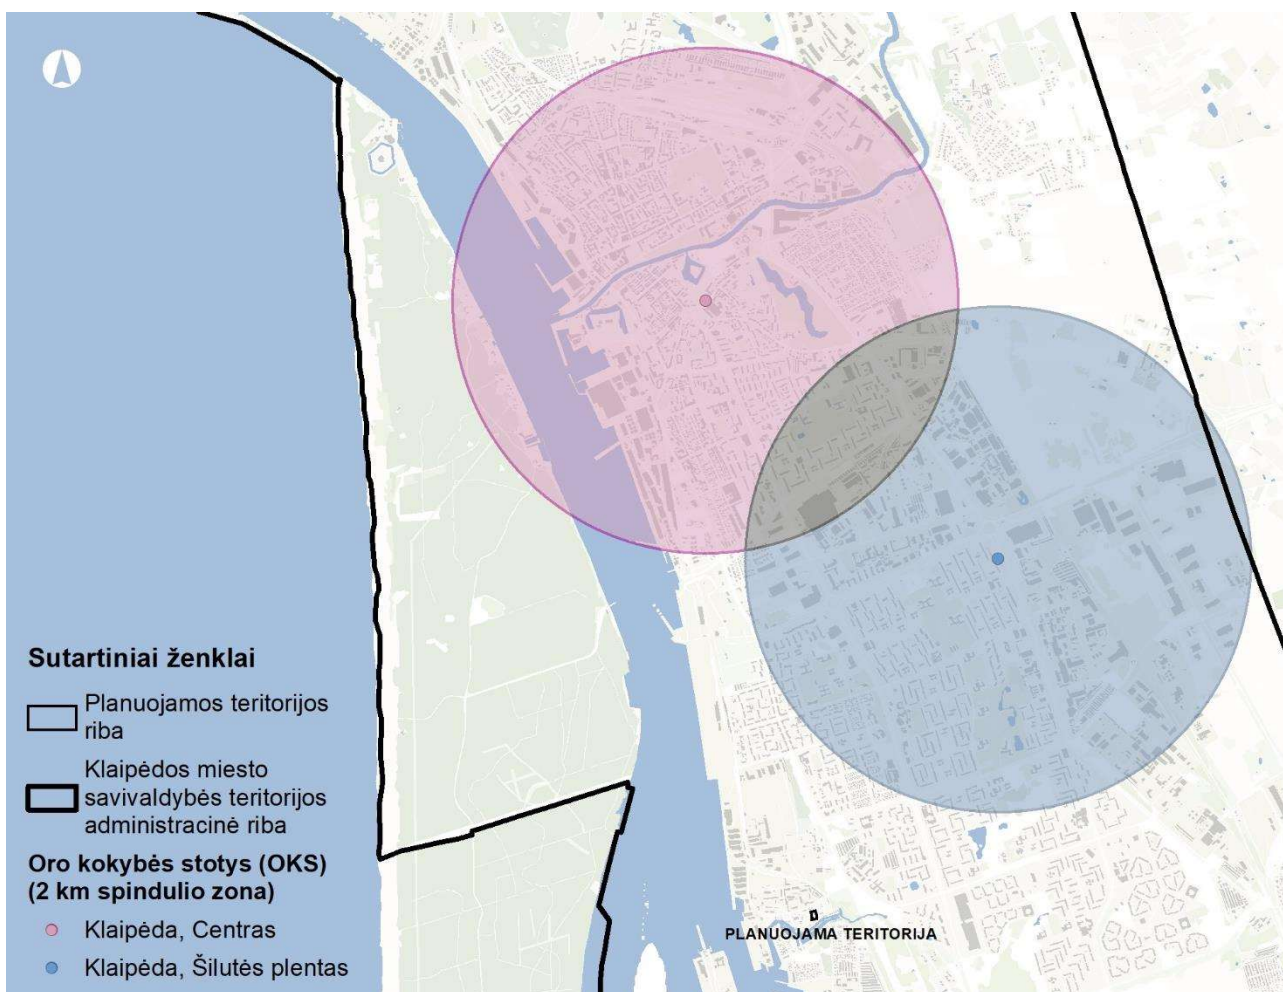 Sutartiniai ženklai
Planuojamos teritorijos
riba
Klaipėdos miesto
savivaldybės teritorijos
administracinė riba
Oro kokybės stotys (OKS)
(2 km spindulio zona)
Klaipėda, Centras
Klaipėda, Šilutės plentas
PLANUOJAMA TERITORIJA